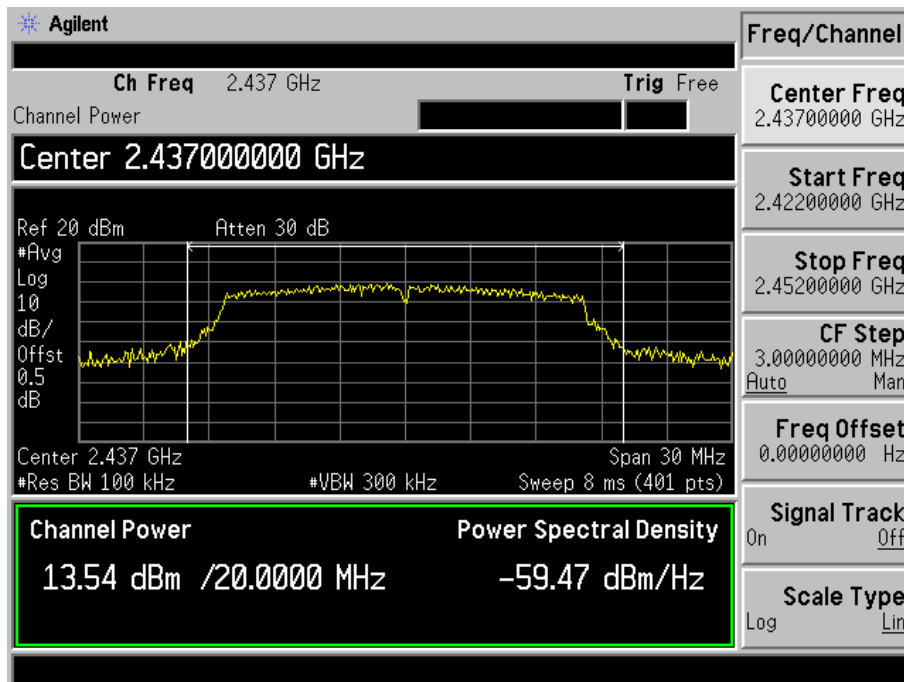 Agilent
Freq/Channel
Ch Freq 2.437 GHz Trig Free
Channel Power
Center 2.437000000 GHz
Ref 20 dBm Atten 30 dB
#Avg
Log
10
dB/
Offst
0.5
dB
Center 2.437 GHz Span 30 MHz
#Res BW 100 kHz #VBW 300 kHz Sweep 8 ms (401 pts)
Channel Power Power Spectral Density
13.54 dBm /20.0000 MHz -59.47 dBm/Hz
Center Freq
2.43700000 GHz
Start Freq
2.42200000 GHz
Stop Freq
2.45200000 GHz
CF Step
3.00000000 MHz
Auto Man
Freq Offset
0.00000000 Hz
Signal Track
On Off
Scale Type
Log Lin